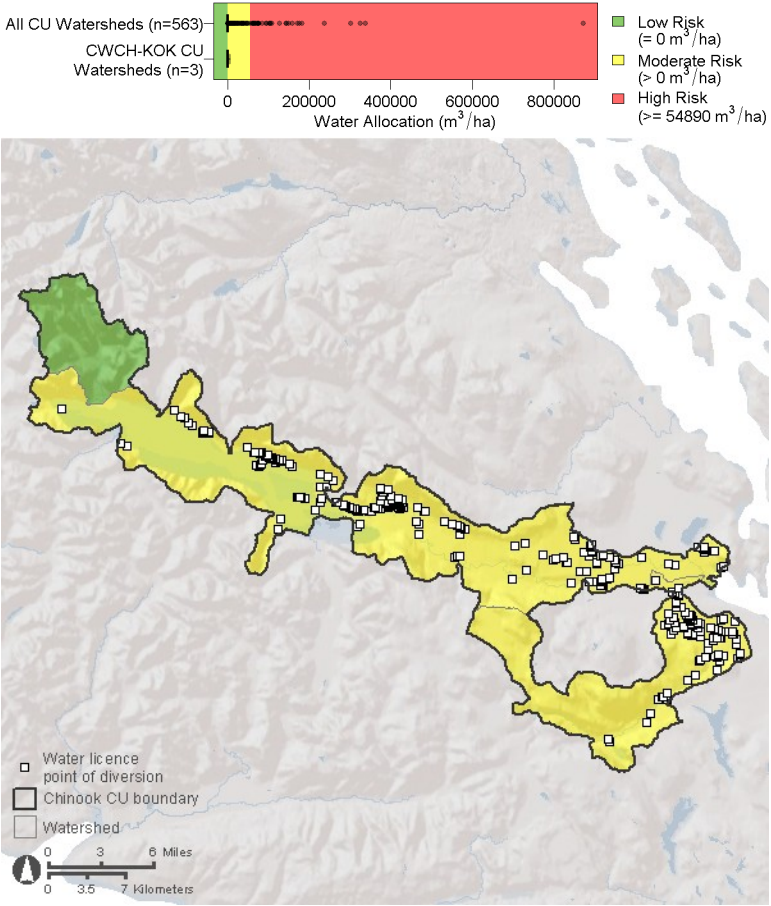 All CU Watersheds (n=563)
CWCH-KOK CU
Watersheds (n=3)
0 200000 400000 600000 800000
Water Allocation (m3/ha)
Low Risk
(= 0 m3/ha)
Moderate Risk
(> 0 m3/ha)
High Risk
(>= 54890 m3/ha)
Water licence
point of diversion
Chinook CU boundary
Watershed
0 3 6 Miles
0 3.5 7 Kilometers